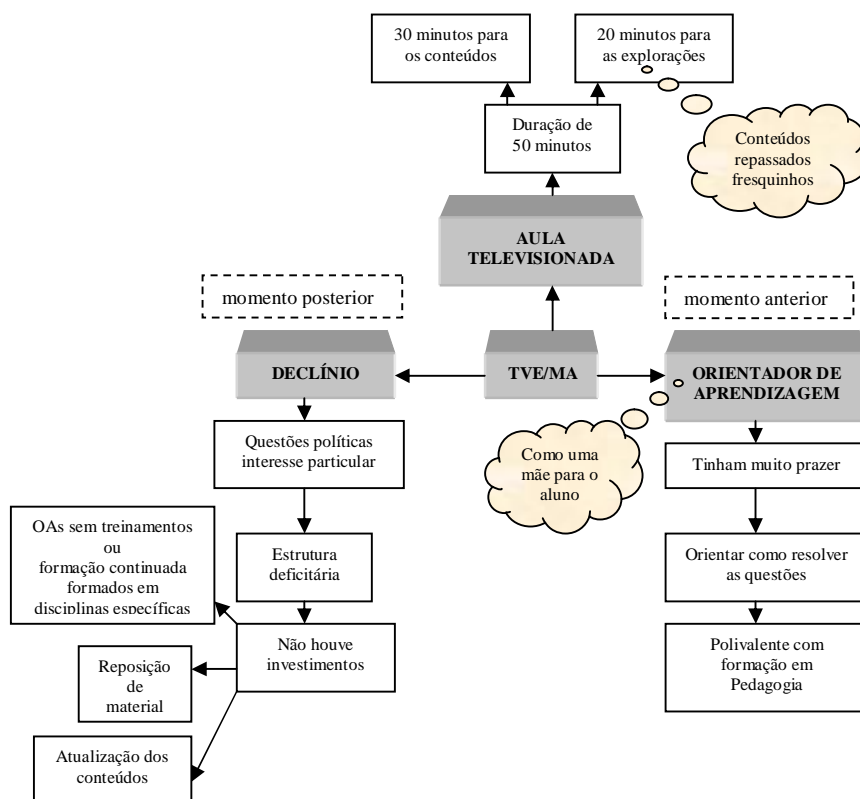 30 minutos para
os conteúdos
20 minutos para
as explorações
Duração de
50 minutos
Conteúdos
repassados
fresquinhos
AULA
TELEVISIONADA
momento posterior
momento anterior
DECLÍNIO
TVE/MA
ORIENTADOR DE
APRENDIZAGEM
Questões políticas
interesse particular
Como uma
mãe para o
aluno
Tinham muito prazer
OAs sem treinamentos
ou
formação continuada
formados em
disciplinas específicas
Estrutura
deficitária
Orientar como resolver
as questões
Não houve
investimentos
Reposição
de
material
Polivalente com
formação em
Pedagogia
Atualização dos
conteúdos